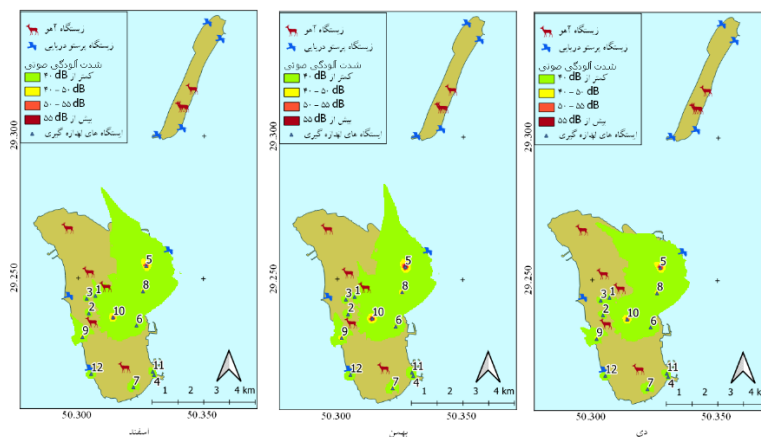 زیستگاه آهو
زیستگاه پرستو دریایی
شدت آلودگی صوتی
کمتر از ۴۰ dB
۴۰ - ۵۰ dB
۵۰ - ۵۵ dB
بیش از ۵۵ dB
ایستگاه های اندازه گیری
29.300
29.250
5
8
1
3
2
10
6
9
12
11
4
7
1 2 3 4 km
50.300 50.350
اسفند
زیستگاه آهو
زیستگاه پرستو دریایی
شدت آلودگی صوتی
کمتر از ۴۰ dB
۴۰ - ۵۰ dB
۵۰ - ۵۵ dB
بیش از ۵۵ dB
ایستگاه های اندازه گیری
29.300
29.250
5
8
1
3
2
10
6
9
12
11
4
7
1 2 3 4 km
50.300 50.350
بهمن
زیستگاه آهو
زیستگاه پرستو دریایی
شدت آلودگی صوتی
کمتر از ۴۰ dB
۴۰ - ۵۰ dB
۵۰ - ۵۵ dB
بیش از ۵۵ dB
ایستگاه های اندازه گیری
29.300
29.250
5
8
1
3
2
10
6
9
12
11
4
7
1 2 3 4 km
50.300 50.350
دی